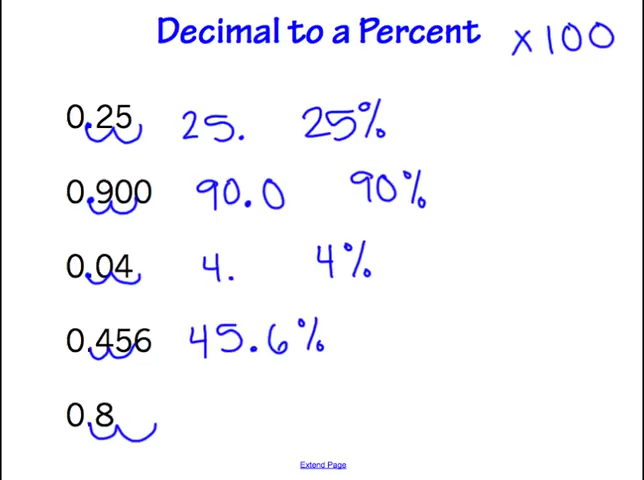 Decimal to a Percent x100
0.25 25. 25%
0.900 90.0 90%
0.04 4. 4%
0.456 45.6%
0.8
Extend Page